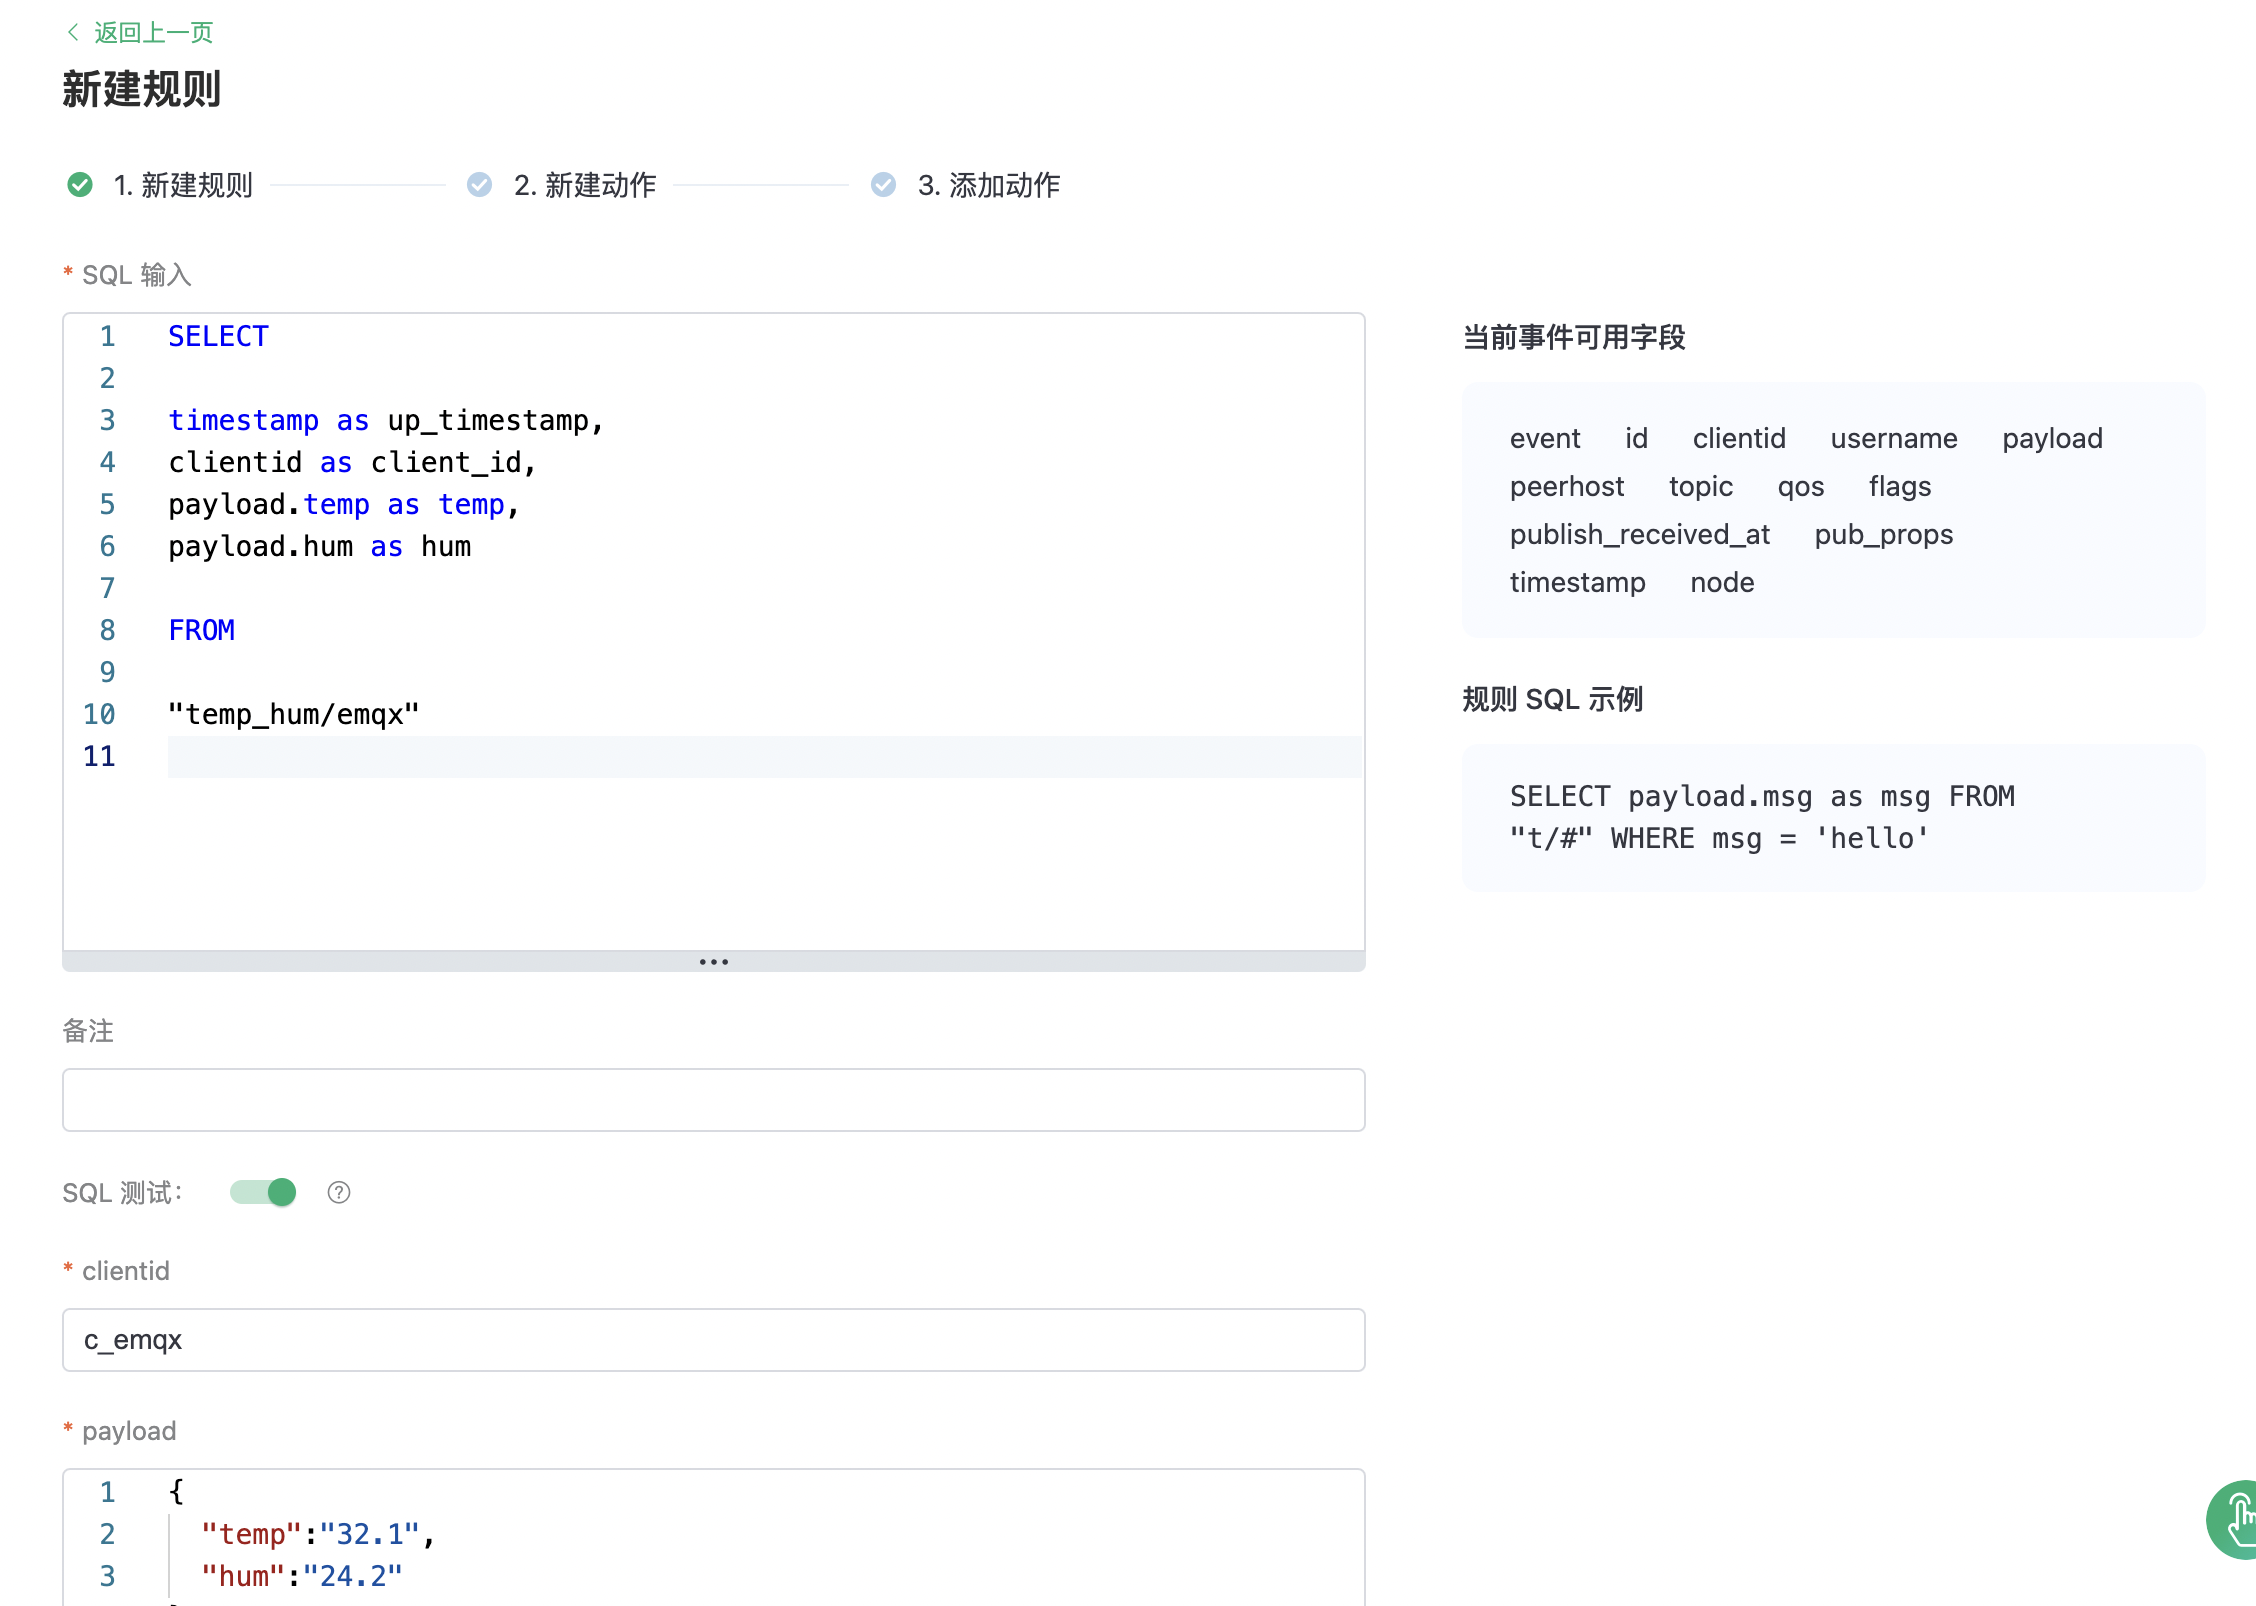 返回上一页
新建规则
1. 新建规则
2. 新建动作
3. 添加动作
* SQL 输入
1 SELECT
2
3 timestamp as up_timestamp,
4 clientid as client_id,
5 payload.temp as temp,
6 payload.hum as hum
7
8 FROM
9
10 "temp_hum/emqx"
11
当前事件可用字段
event id clientid username payload
peerhost topic qos flags
publish_received_at pub_props
timestamp node
规则 SQL 示例
SELECT payload.msg as msg FROM
"t/#" WHERE msg = 'hello'
备注
SQL 测试：
* clientid
c_emqx
* payload
1 {
2 "temp":"32.1",
3 "hum":"24.2"